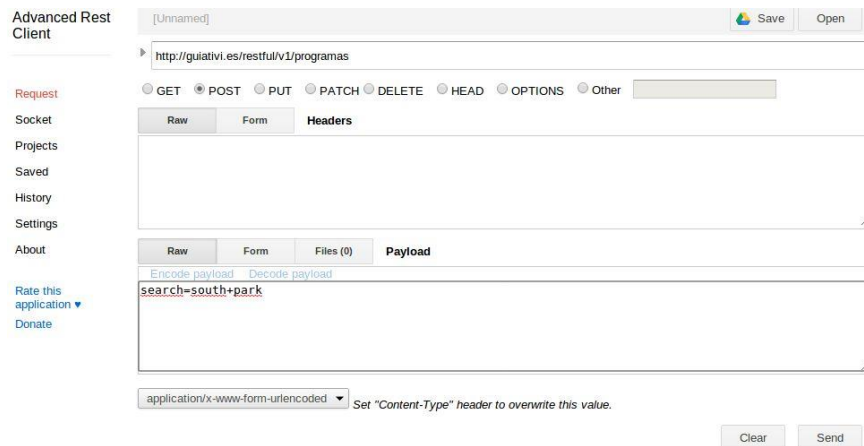 Advanced Rest
Client
[Unnamed]
Save
Open
http://guiativi.es/restful/v1/programas
GET POST PUT PATCH DELETE HEAD OPTIONS Other
Request
Socket
Projects
Saved
History
Settings
About
Rate this
application ♥
Donate
Raw Form Headers
Raw Form Files (0) Payload
Encode payload Decode payload
search=south+park
application/x-www-form-urlencoded Set "Content-Type" header to overwrite this value.
Clear Send